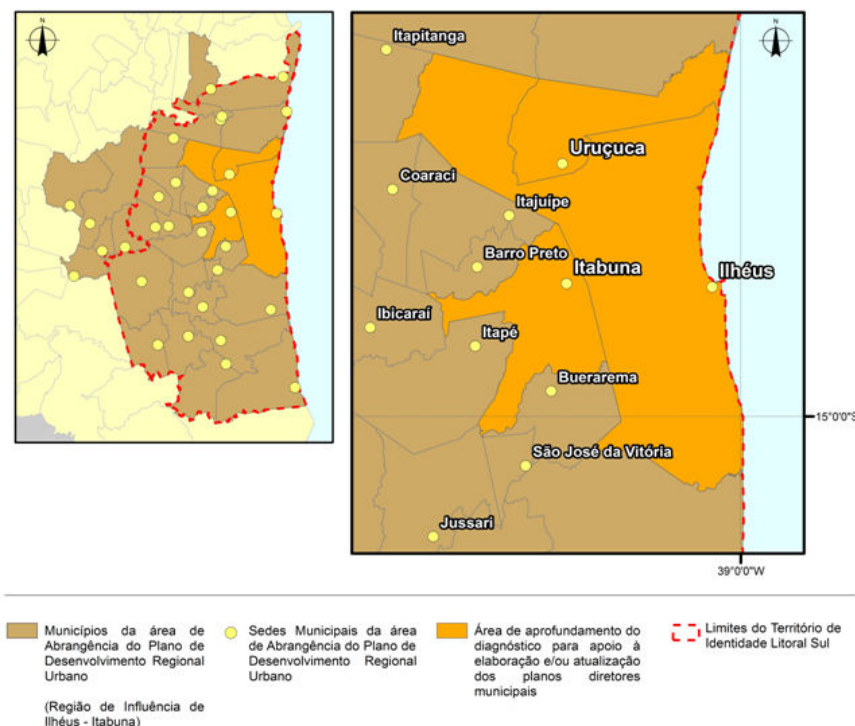 N
N
Itapitanga
Uruçuca
Coaraci
Itajuípe
Barro Preto
Itabuna
Ilhéus
Ibicaraí
Itapé
Buerarema
15°0'0"S
São José da Vitória
Jussari
39°0'0"W
Municípios da área de
Abrangência do Plano de
Desenvolvimento Regional
Urbano
(Região de Influência de
Ilhéus - Itabuna)
Sedes Municipais da área
de Abrangência do Plano de
Desenvolvimento Regional
Urbano
Área de aprofundamento do
diagnóstico para apoio à
elaboração e/ou atualização
dos planos diretores
municipais
Limites do Território de
Identidade Litoral Sul